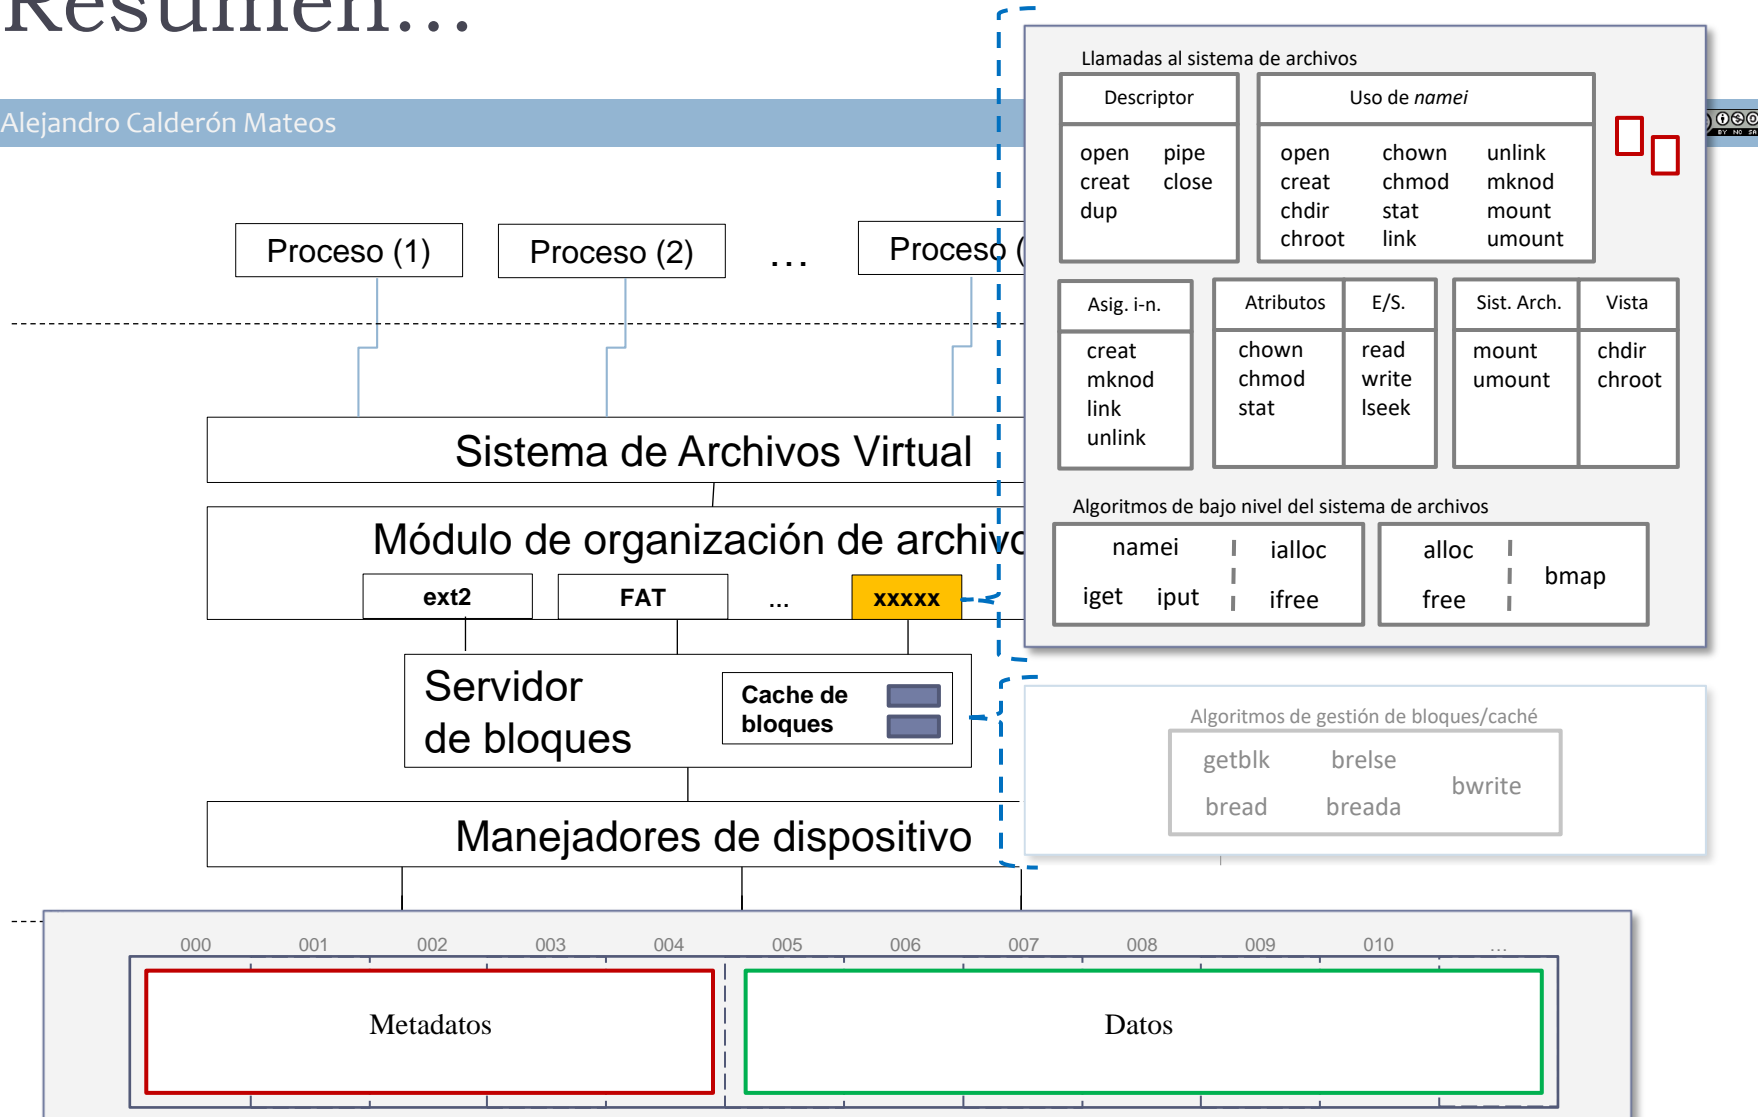 Resumen...
Alejandro Calderón Mateos
Proceso (1)
Proceso (2)
...
Proceso (
Sistema de Archivos Virtual
Módulo de organización de archivo
ext2
FAT
...
xxxxx
Servidor
de bloques
Cache de
bloques
Manejadores de dispositivo
Llamadas al sistema de archivos
Descriptor
open pipe
creat close
dup
Uso de namei
open chown unlink
creat chmod mknod
chdir stat mount
chroot link umount
Asig. i-n.
creat
mknod
link
unlink
Atributos
chown
chmod
stat
E/S.
read
write
lseek
Sist. Arch.
mount
umount
Vista
chdir
chroot
Algoritmos de bajo nivel del sistema de archivos
namei ialloc
iget iput ifree
alloc
free
bmap
Algoritmos de gestión de bloques/caché
getblk brelse
bwrite
bread breada
000 001 002 003 004 005 006 007 008 009 010 ...
Metadatos
Datos